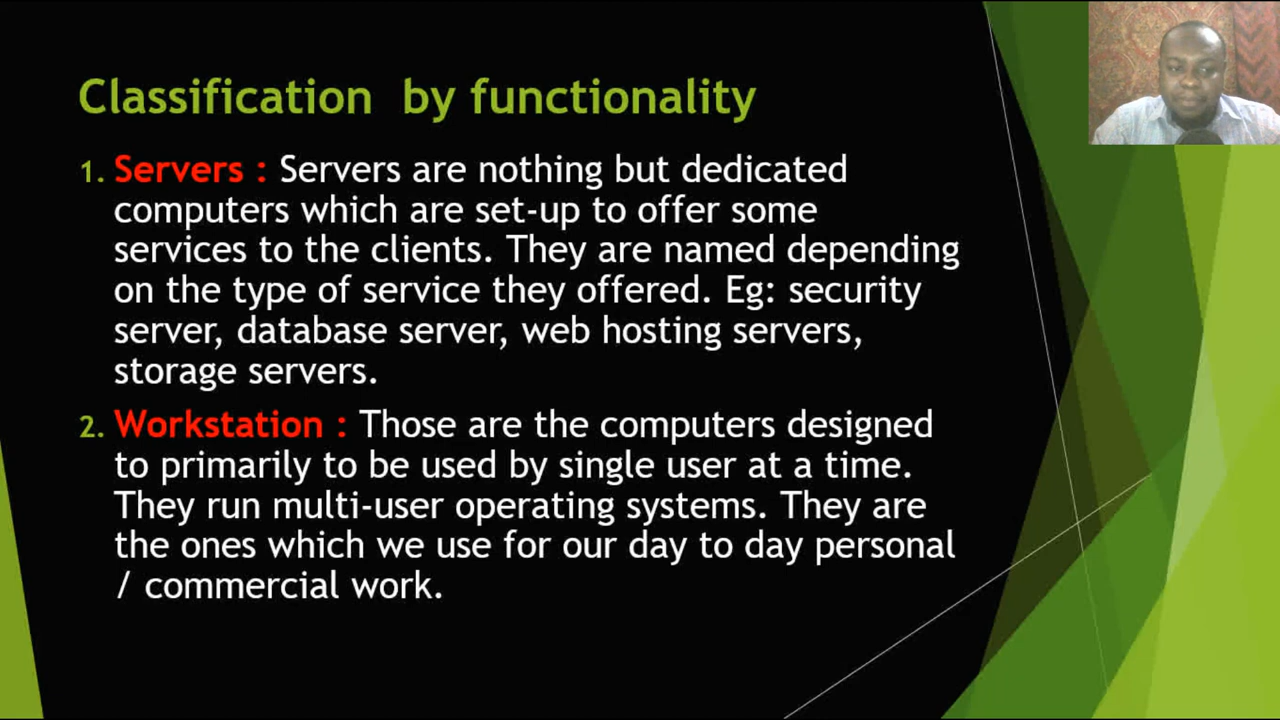 Classification by functionality
1. Servers : Servers are nothing but dedicated
computers which are set-up to offer some
services to the clients. They are named depending
on the type of service they offered. Eg: security
server, database server, web hosting servers,
storage servers.
2. Workstation : Those are the computers designed
to primarily to be used by single user at a time.
They run multi-user operating systems. They are
the ones which we use for our day to day personal
/ commercial work.